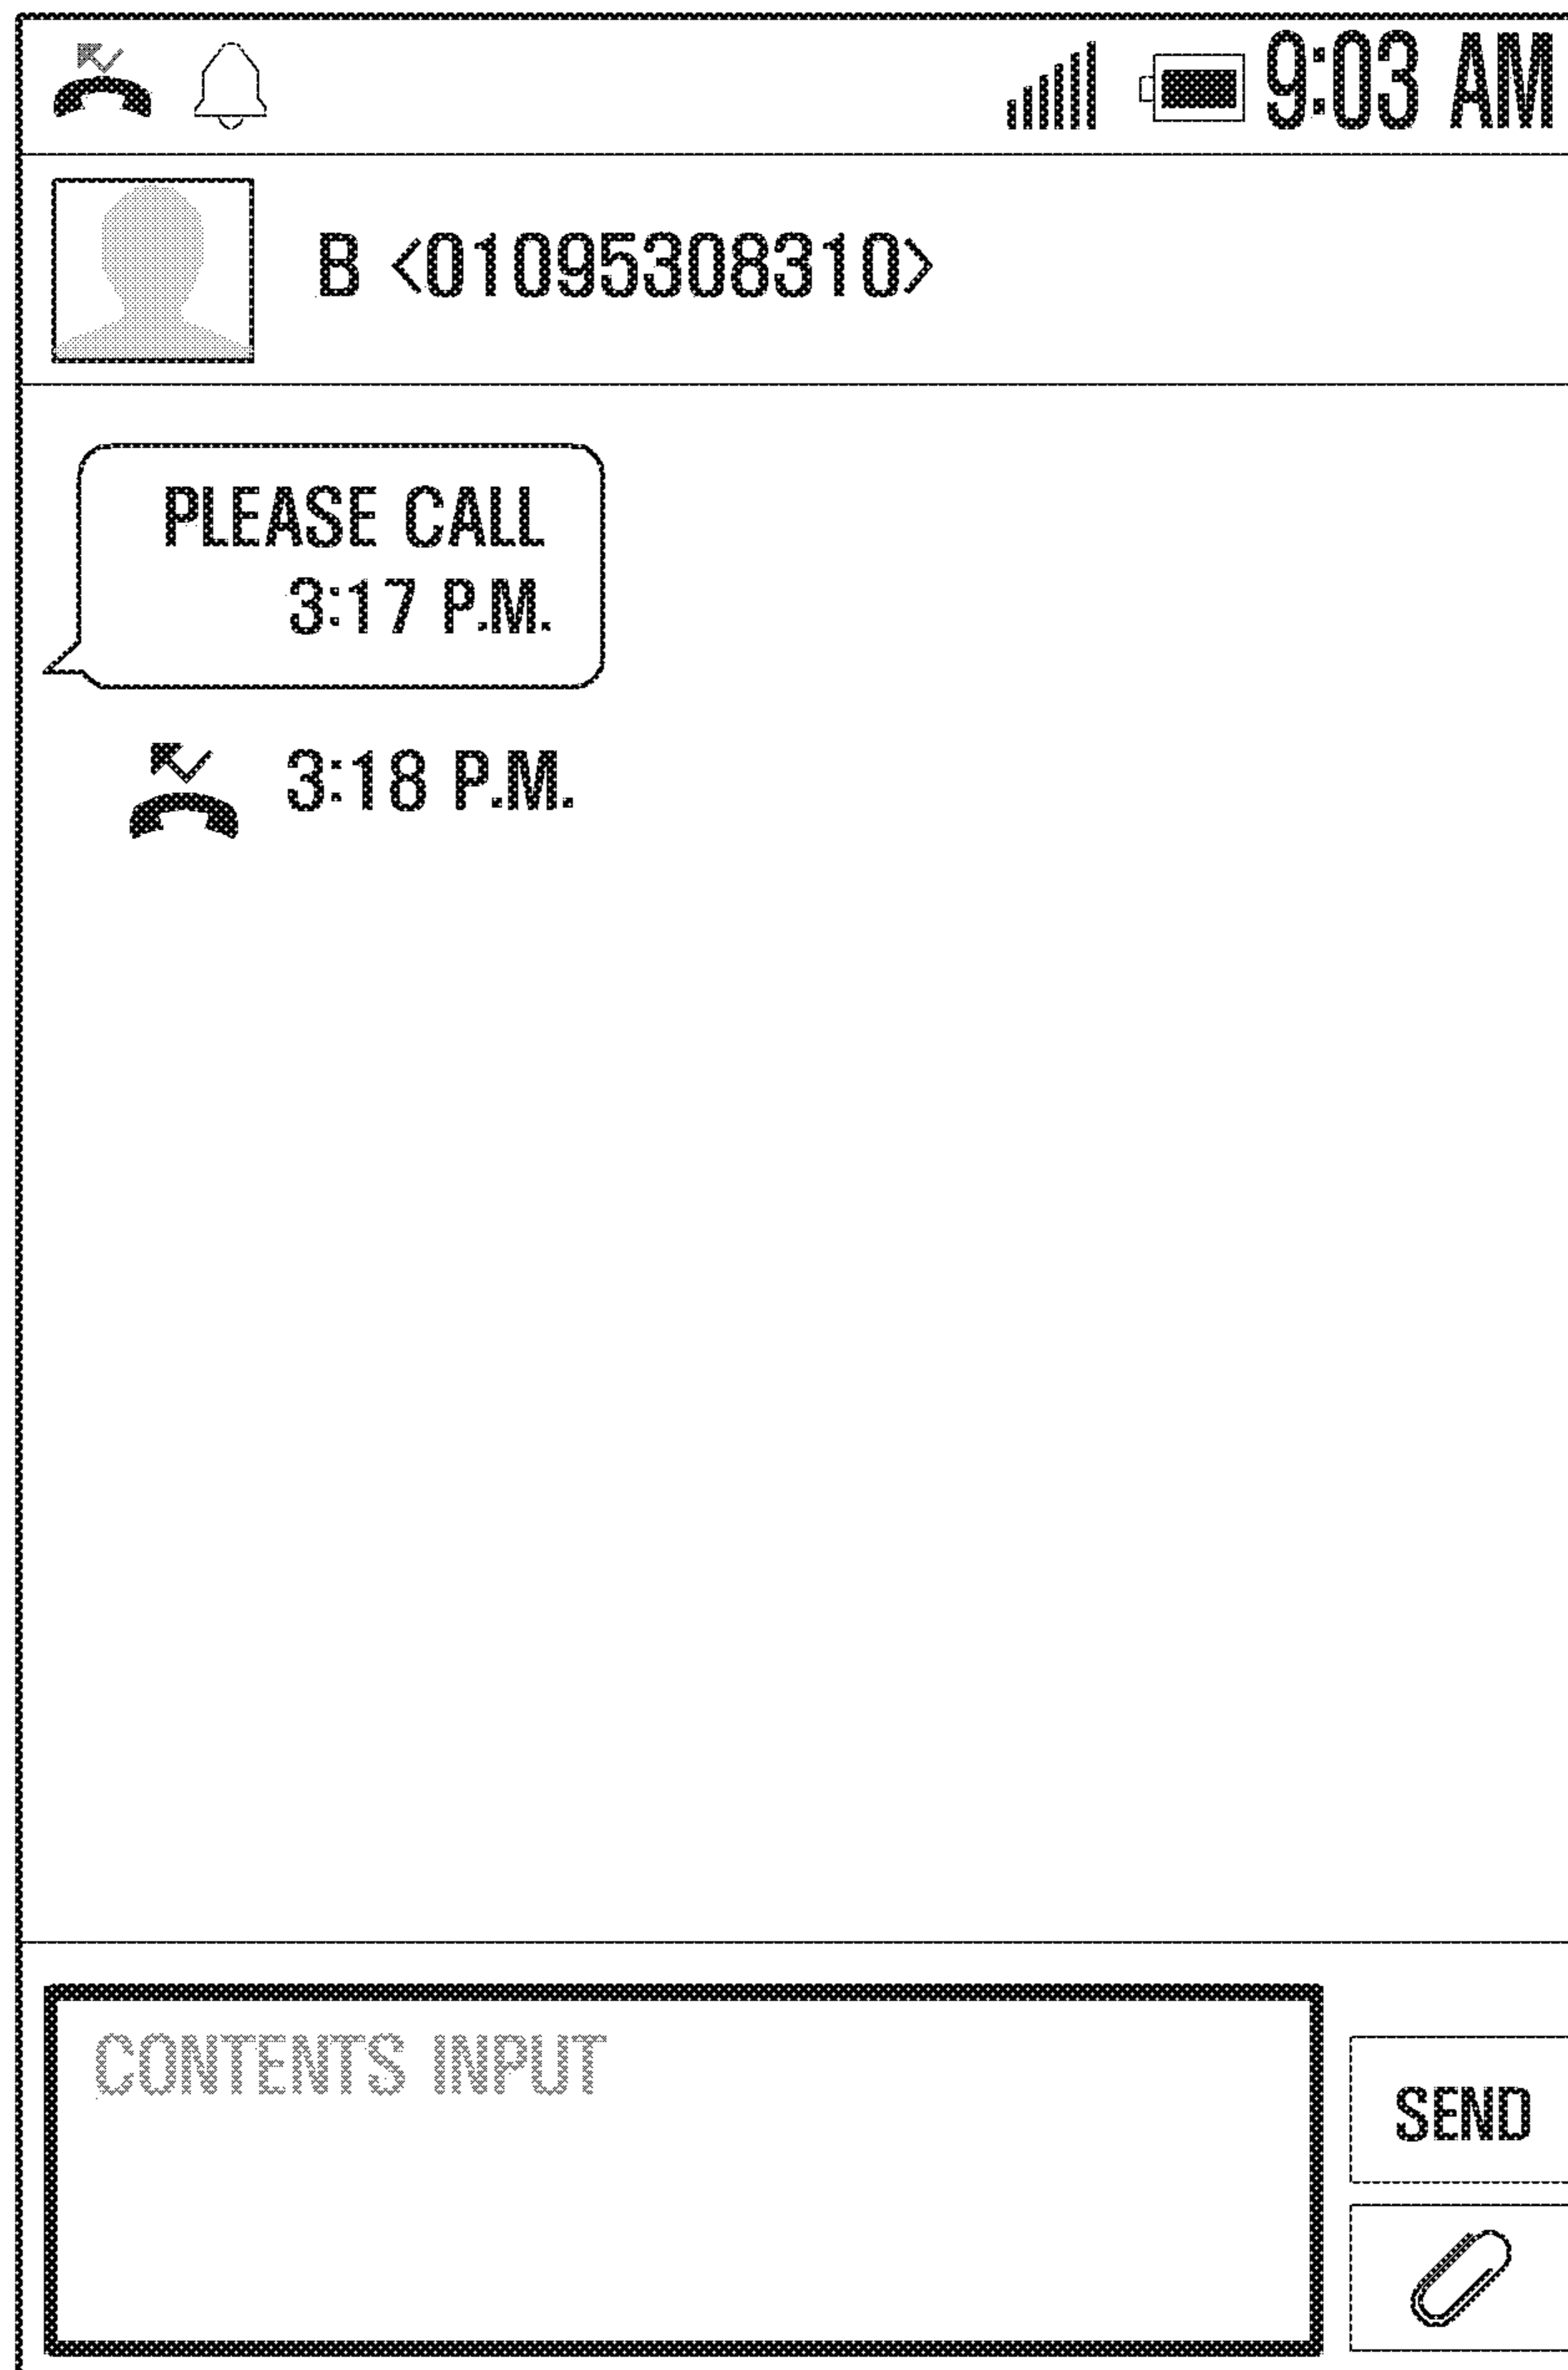 9:03 AM
B <01095308310>
PLEASE CALL
3:17 P.M.
3:18 P.M.
CONTENTS INPUT
SEND